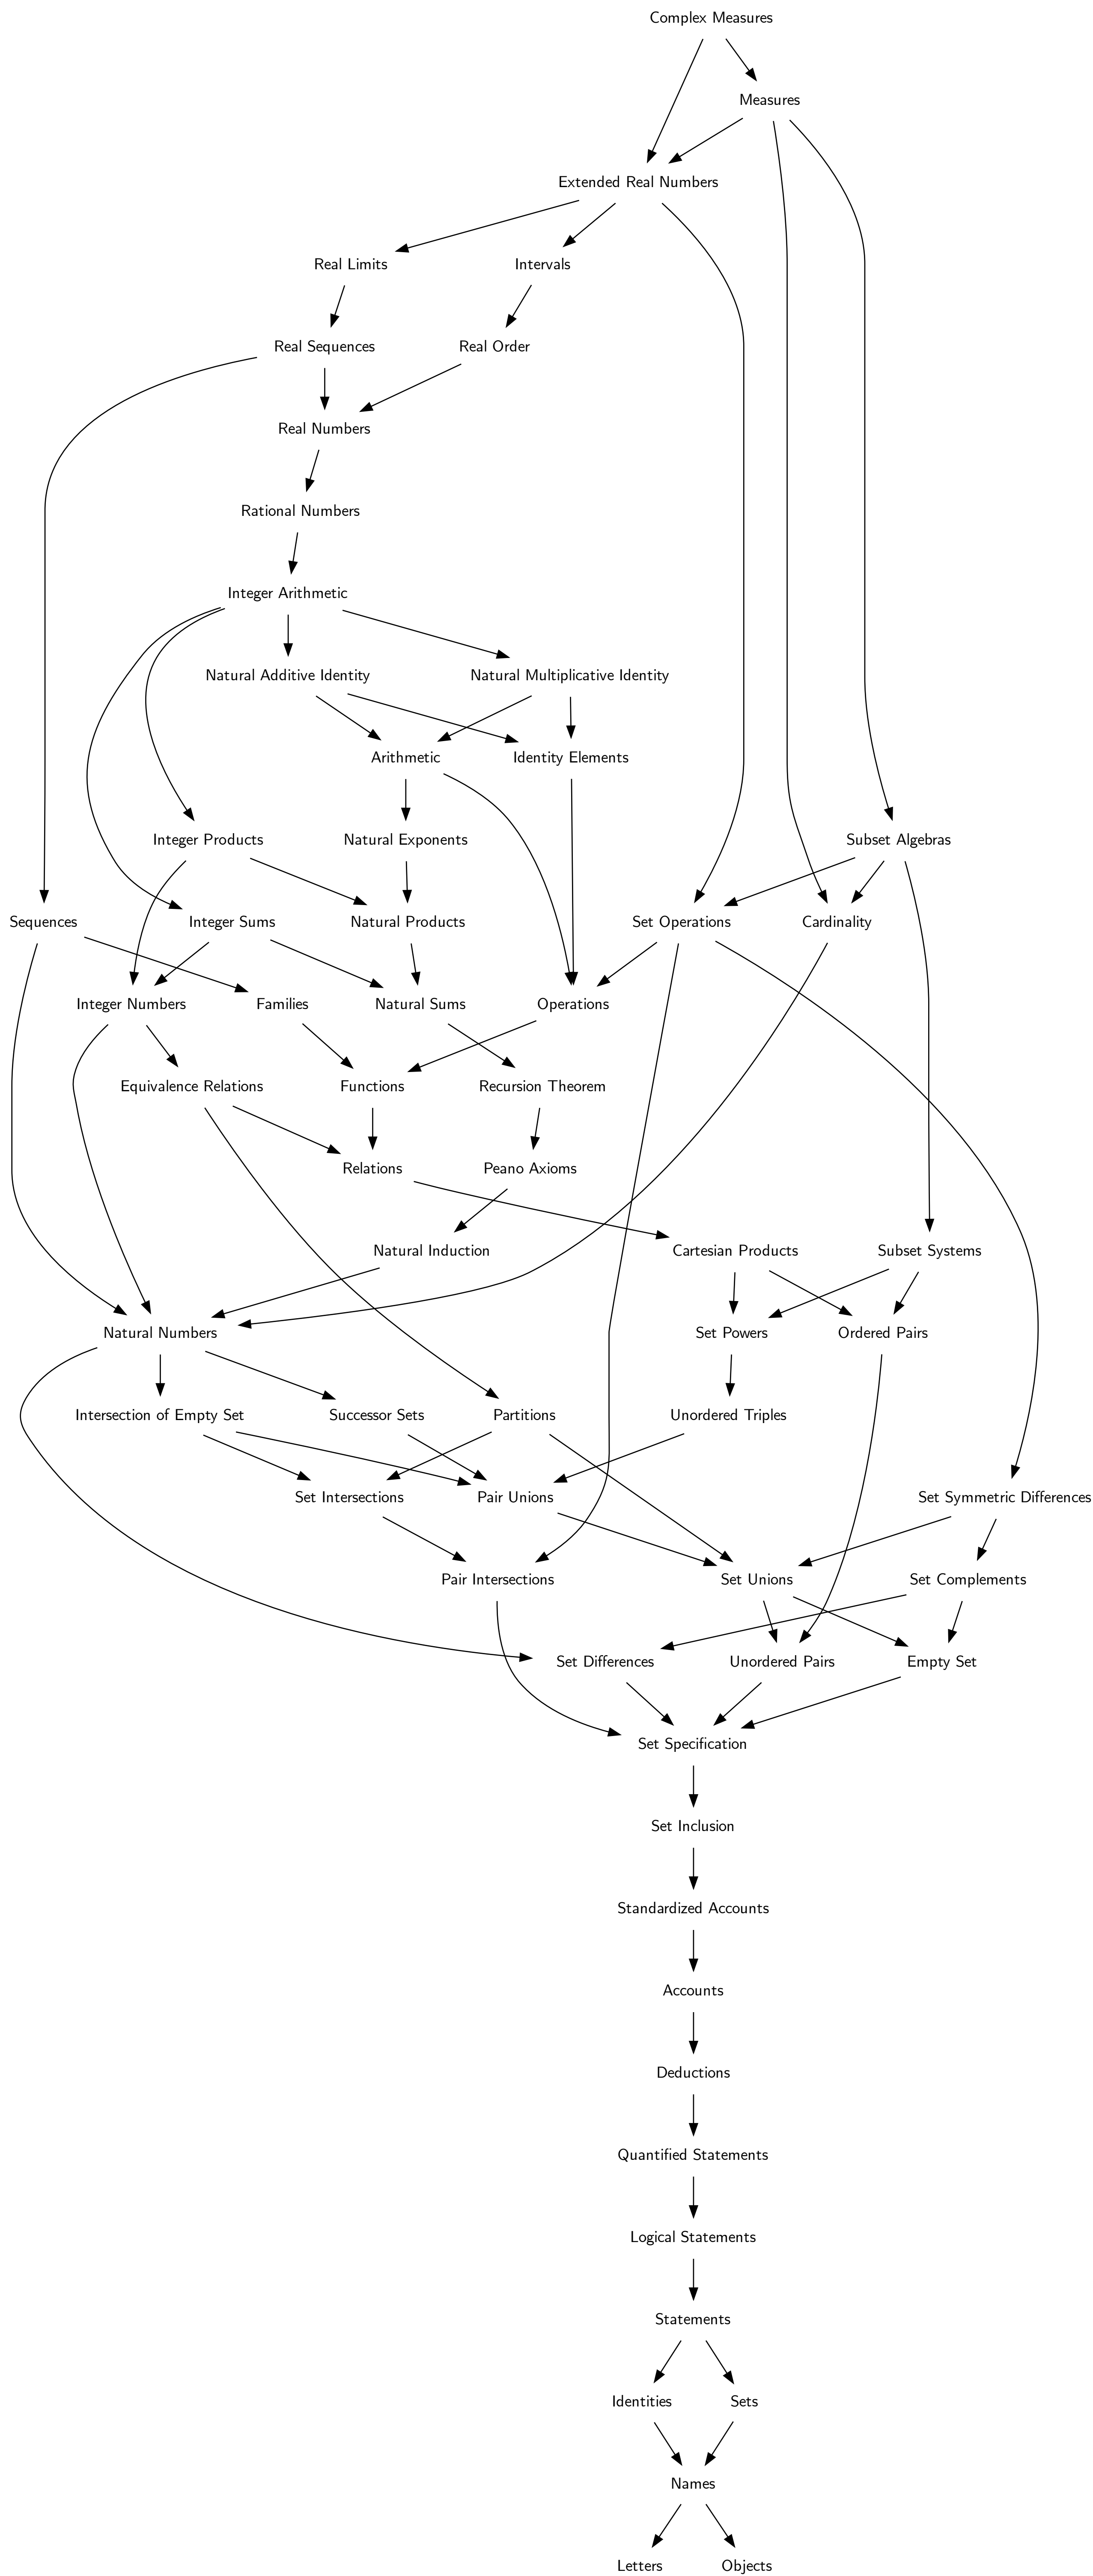 Complex Measures
Measures
Extended Real Numbers
Real Limits
Intervals
Real Sequences
Real Order
Real Numbers
Rational Numbers
Integer Arithmetic
Natural Additive Identity
Natural Multiplicative Identity
Arithmetic
Identity Elements
Integer Products
Natural Exponents
Subset Algebras
Sequences
Integer Sums
Natural Products
Set Operations
Cardinality
Integer Numbers
Families
Natural Sums
Operations
Equivalence Relations
Functions
Recursion Theorem
Relations
Peano Axioms
Natural Induction
Cartesian Products
Subset Systems
Natural Numbers
Set Powers
Ordered Pairs
Intersection of Empty Set
Successor Sets
Partitions
Unordered Triples
Set Intersections
Pair Unions
Set Symmetric Differences
Pair Intersections
Set Unions
Set Complements
Set Differences
Unordered Pairs
Empty Set
Set Specification
Set Inclusion
Standardized Accounts
Accounts
Deductions
Quantified Statements
Logical Statements
Statements
Identities
Sets
Names
Letters
Objects